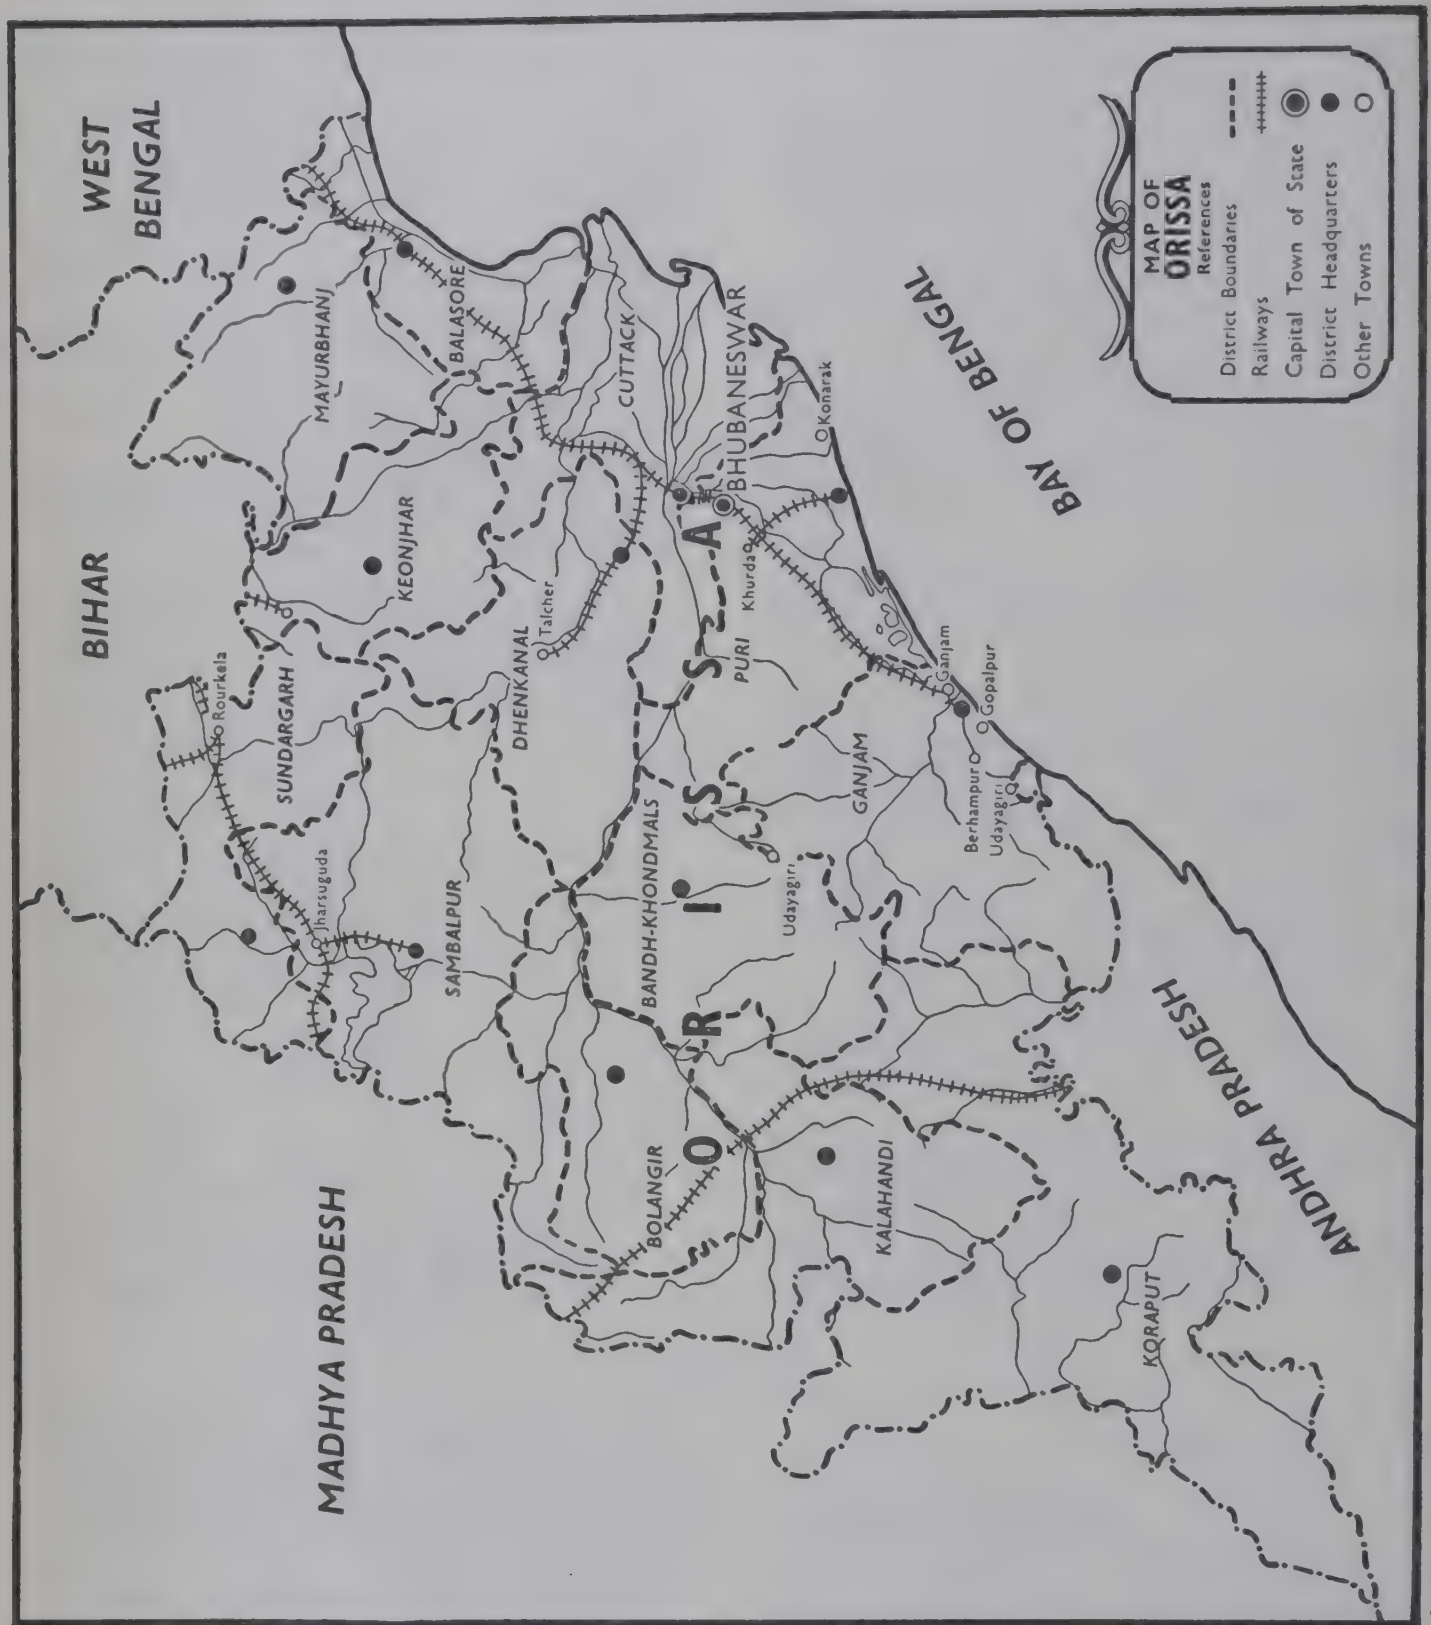 WEST
BENGAL
BIHAR
MADHYA PRADESH
ANDHRA PRADESH
BAY OF BENGAL
ORISSA
MAYURBHANJ
BALASORE
KEONJHAR
CUTTACK
BHUBANESWAR
Konarak
SUNDARGARH
Rourkela
DHENKANAL
Talcher
Khurda
PURI
Jharsuguda
SAMBALPUR
BANDH-KHONDMALS
GANJAM
Ganjam
Gopalpur
Berhampur
Udayagiri
Udayagiri
BOLANGIR
KALAHANDI
KORAPUT
MAP OF
ORISSA
References
District Boundaries
Railways
Capital Town of State
District Headquarters
Other Towns